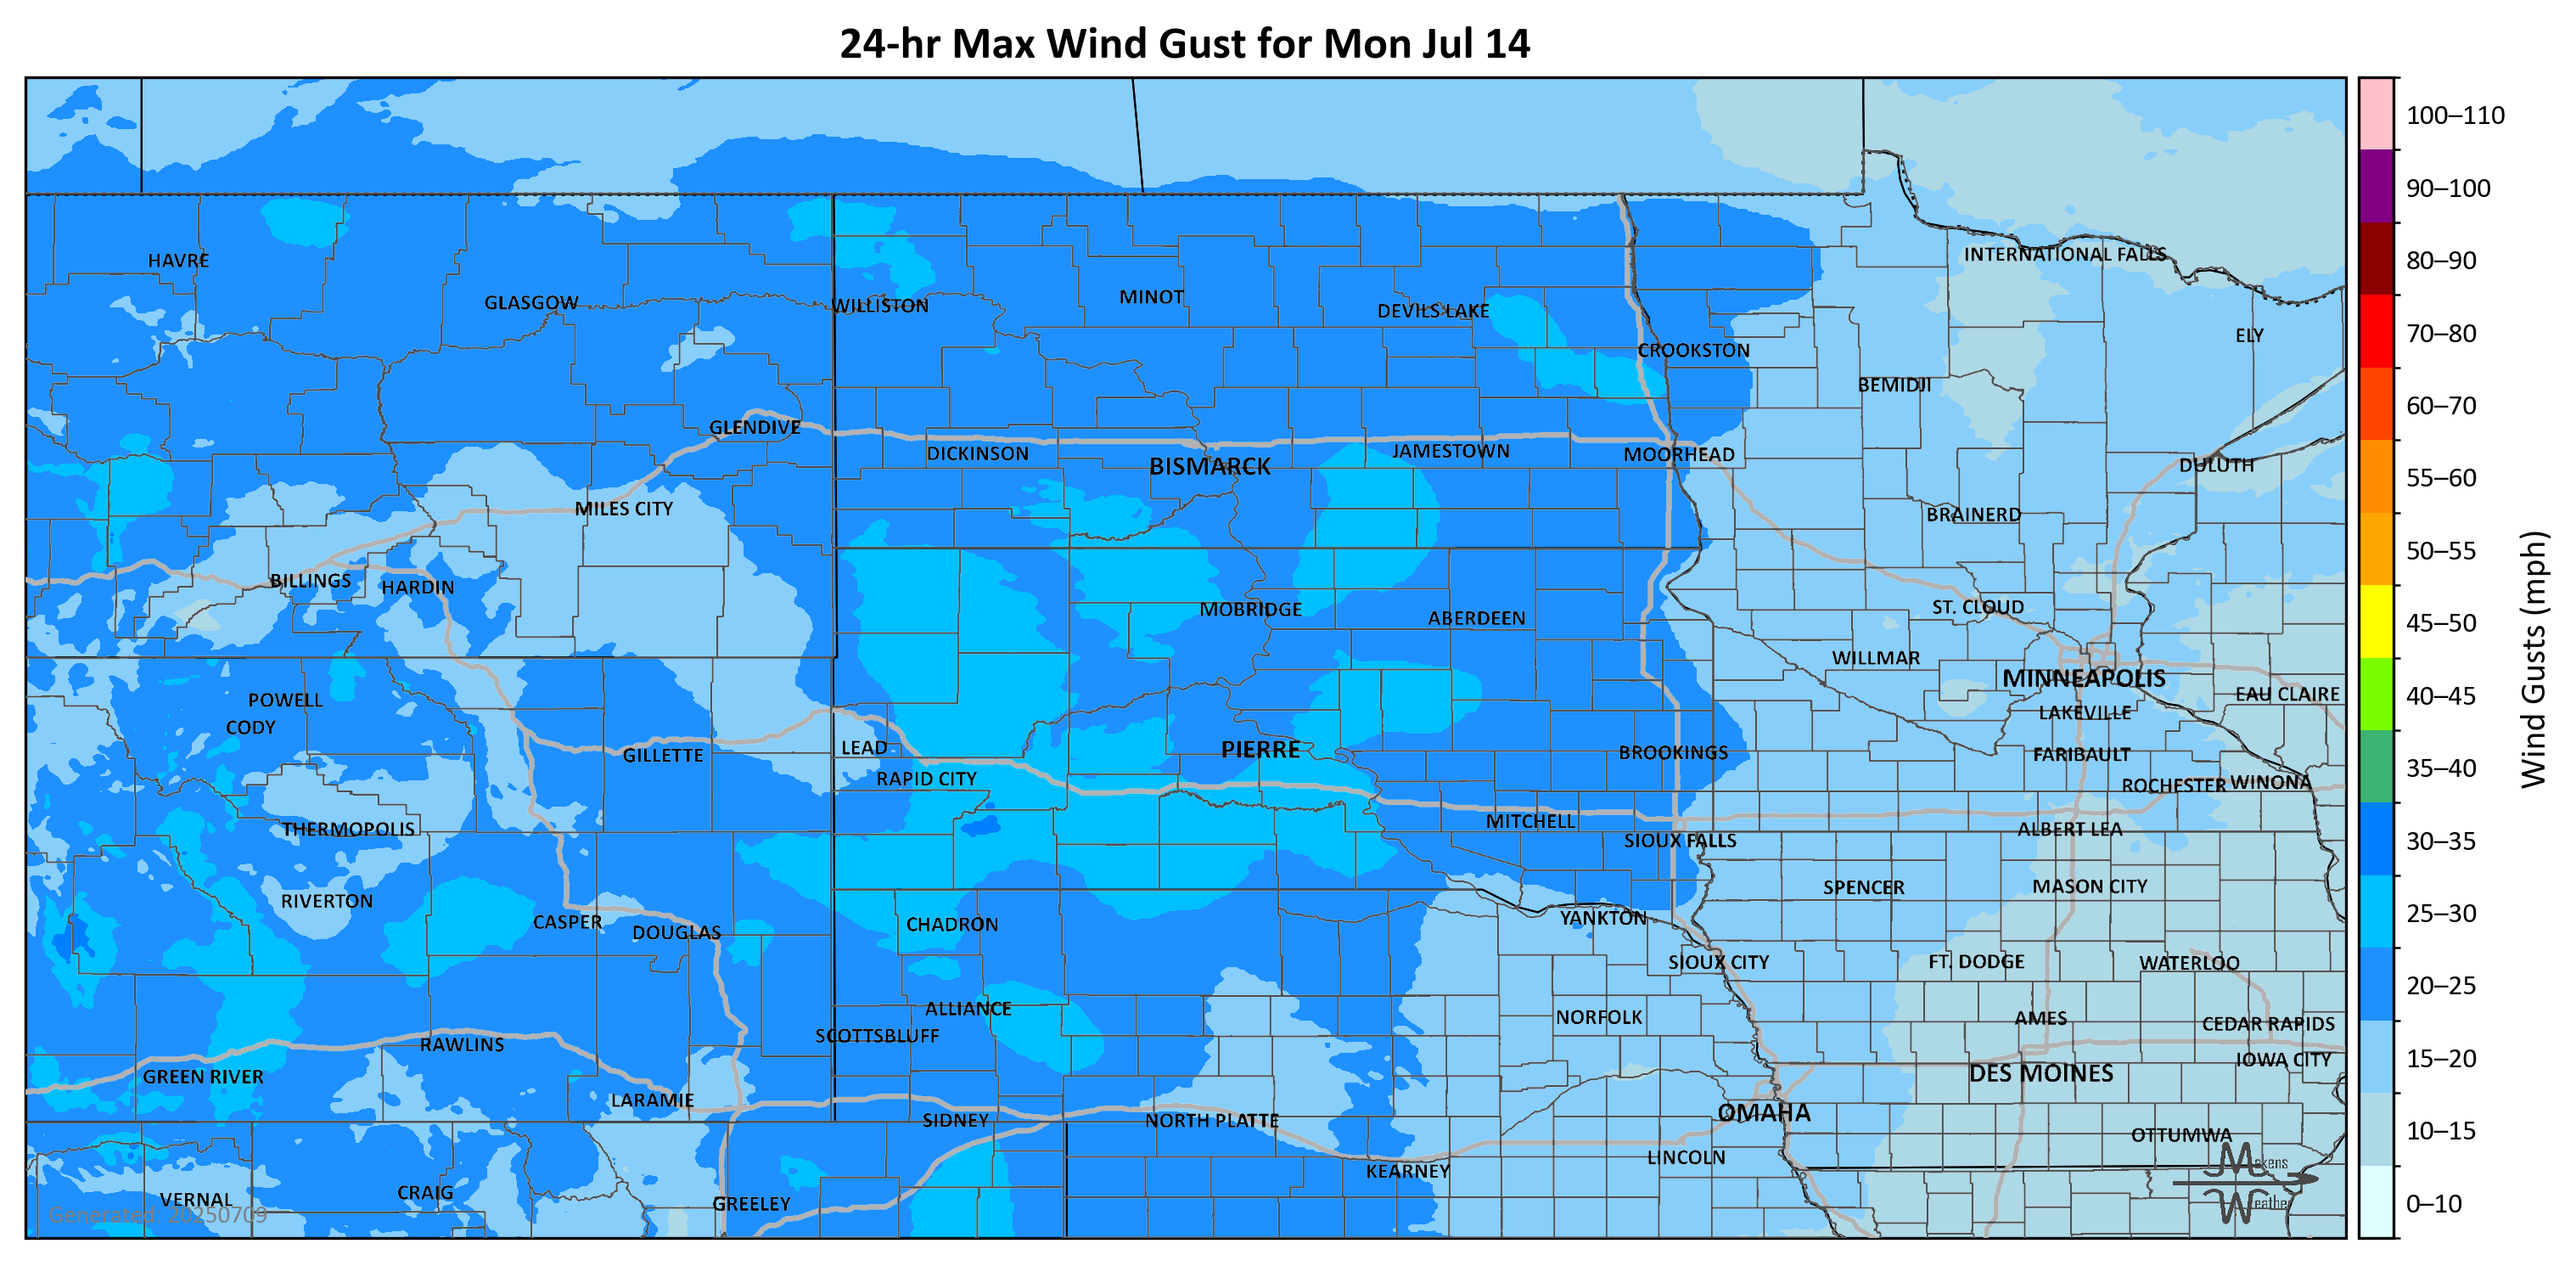 24-hr Max Wind Gust for Mon Jul 14
100–110
90–100
80–90
70–80
60–70
55–60
50–55
45–50
40–45
35–40
30–35
25–30
20–25
15–20
10–15
0–10
Wind Gusts (mph)
HAVRE
GLASGOW
WILLISTON
MINOT
DEVILS LAKE
INTERNATIONAL FALLS
ELY
CROOKSTON
BEMIDJI
GLENDIVE
DICKINSON
BISMARCK
JAMESTOWN
MOORHEAD
DULUTH
MILES CITY
BRAINERD
BILLINGS
HARDIN
MOBRIDGE
ABERDEEN
ST. CLOUD
WILLMAR
MINNEAPOLIS
EAU CLAIRE
POWELL
CODY
LAKEVILLE
GILLETTE
LEAD
PIERRE
BROOKINGS
FARIBAULT
RAPID CITY
ROCHESTER
WINONA
THERMOPOLIS
MITCHELL
SIOUX FALLS
ALBERT LEA
RIVERTON
SPENCER
MASON CITY
CASPER
DOUGLAS
CHADRON
YANKTON
SIOUX CITY
FT. DODGE
WATERLOO
ALLIANCE
NORFOLK
AMES
CEDAR RAPIDS
SCOTTSBLUFF
RAWLINS
IOWA CITY
GREEN RIVER
DES MOINES
LARAMIE
SIDNEY
NORTH PLATTE
OMAHA
OTTUMWA
KEARNEY
LINCOLN
VERNAL
CRAIG
GREELEY
Generated: 20250709
Makens
Weather